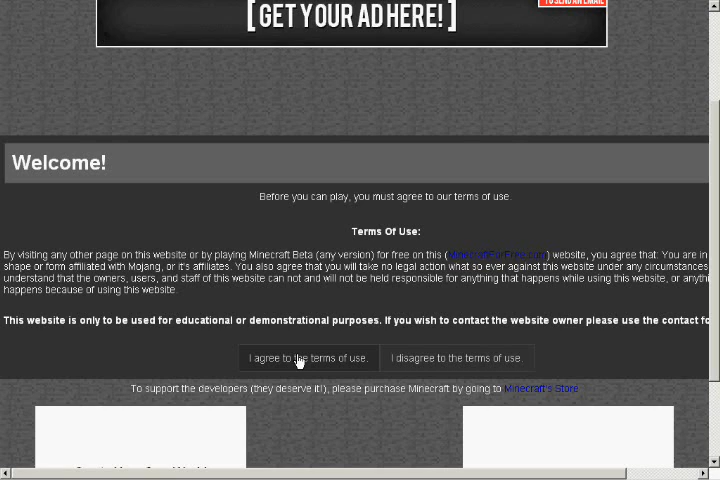 [ GET YOUR AD HERE! ]
TO SEND AN EMAIL
Welcome!
Before you can play, you must agree to our terms of use.
Terms Of Use:
By visiting any other page on this website or by playing Minecraft Beta (any version) for free on this (MinecraftForFree.com) website, you agree that: You are in
shape or form affiliated with Mojang, or it's affiliates. You also agree that you will take no legal action what so ever against this website under any circumstances
understand that the owners, users, and staff of this website can not and will not be held responsible for anything that happens while using this website, or anythi
happens because of using this website.
This website is only to be used for educational or demonstrational purposes. If you wish to contact the website owner please use the contact fo
I agree to the terms of use.
I disagree to the terms of use.
To support the developers (they deserve it!), please purchase Minecraft by going to Minecraft's Store